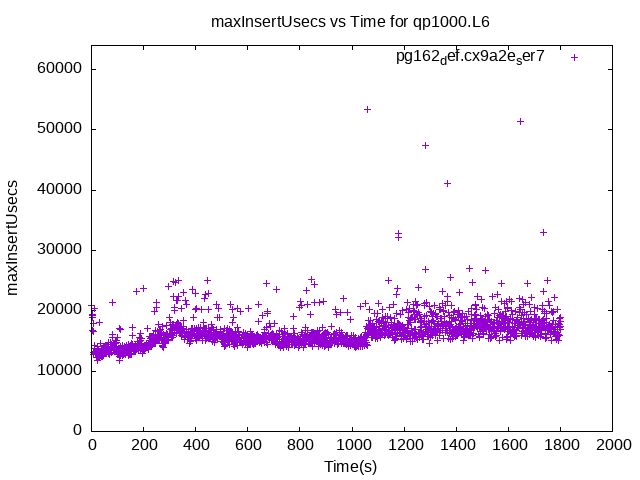 maxInsertUsecs vs Time for qp1000.L6
pg162def.cx9a2eser7
60000
50000
40000
30000
20000
10000
0
maxInsertUsecs
0 200 400 600 800 1000 1200 1400 1600 1800 2000
Time(s)